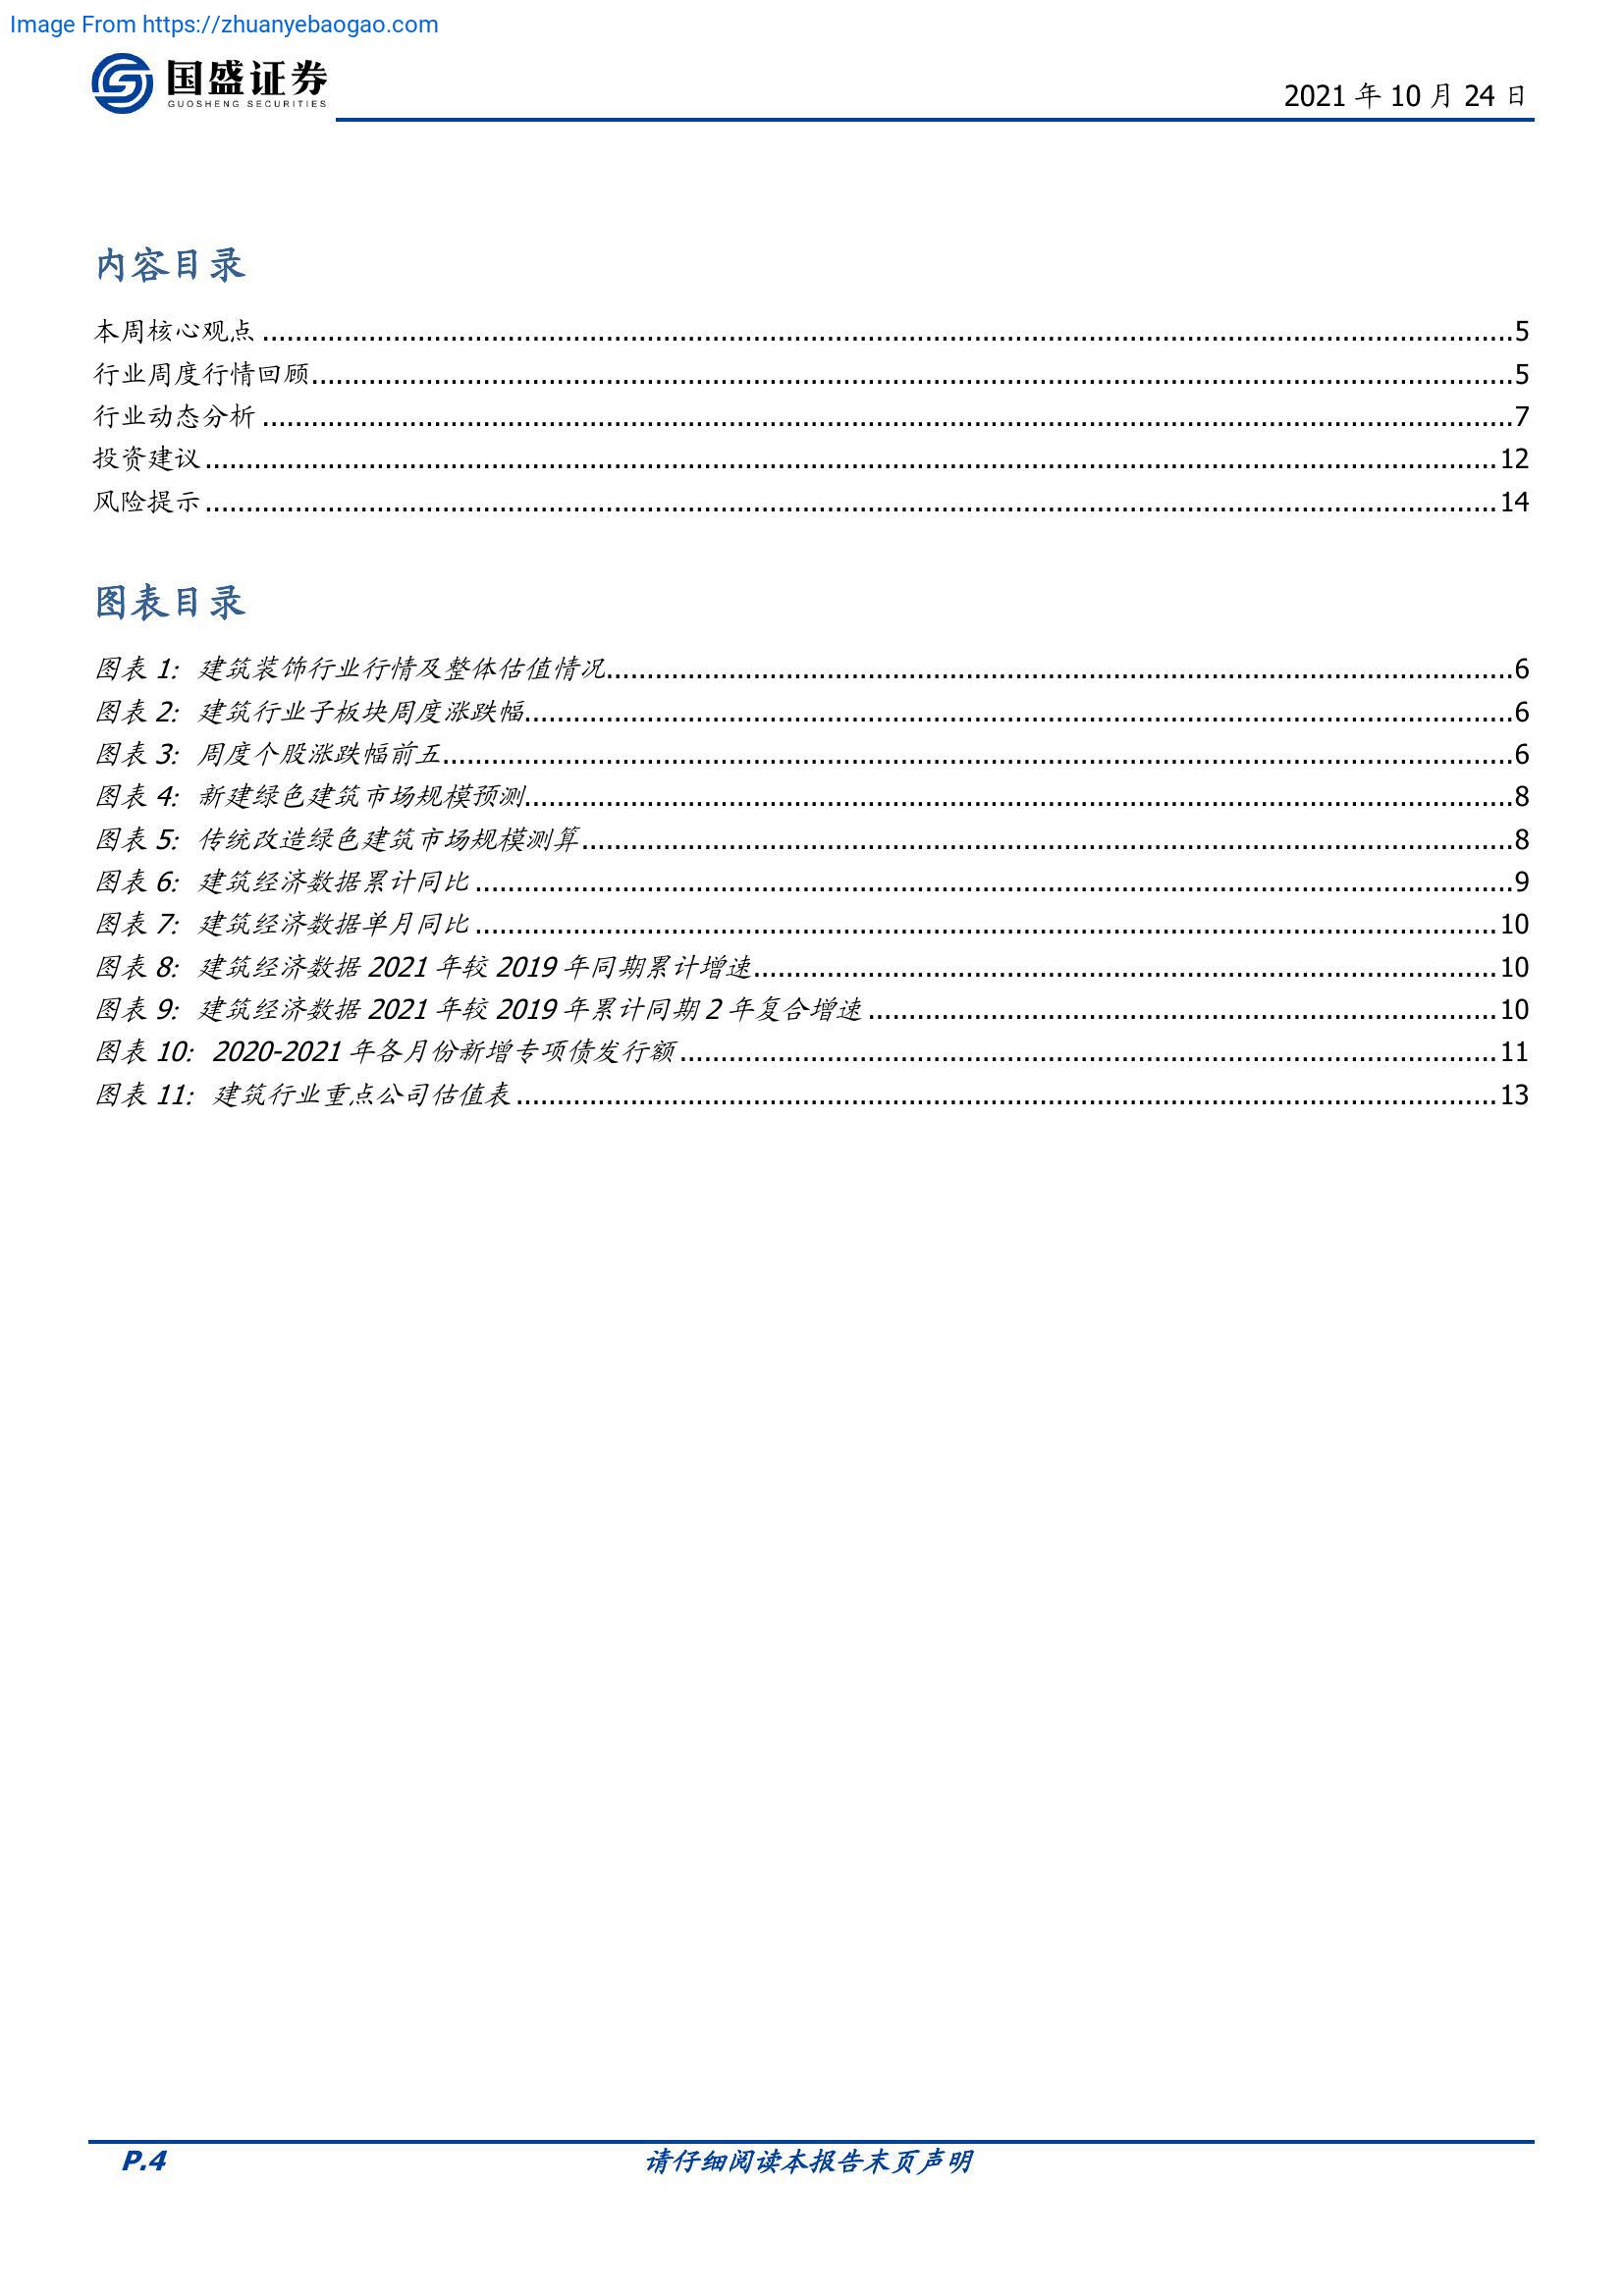 Image From https://zhuanyebaogao.com
国盛证券
GUOSHENG SECURITIES
2021 年 10 月 24 日
内容目录
本周核心观点 ........ 5
行业周度行情回顾 ........ 5
行业动态分析 ........ 7
投资建议 ........ 12
风险提示 ........ 14
图表目录
图表 1: 建筑装饰行业行情及整体估值情况 ........ 6
图表 2: 建筑行业子板块周度涨跌幅 ........ 6
图表 3: 周度个股涨跌幅前五 ........ 6
图表 4: 新建绿色建筑市场规模预测 ........ 8
图表 5: 传统改造绿色建筑市场规模测算 ........ 8
图表 6: 建筑经济数据累计同比 ........ 9
图表 7: 建筑经济数据单月同比 ........ 10
图表 8: 建筑经济数据 2021 年较 2019 年同期累计增速 ........ 10
图表 9: 建筑经济数据 2021 年较 2019 年累计同期 2 年复合增速 ........ 10
图表 10: 2020-2021 年各月份新增专项债发行额 ........ 11
图表 11: 建筑行业重点公司估值表 ........ 13
P.4
请仔细阅读本报告末页声明